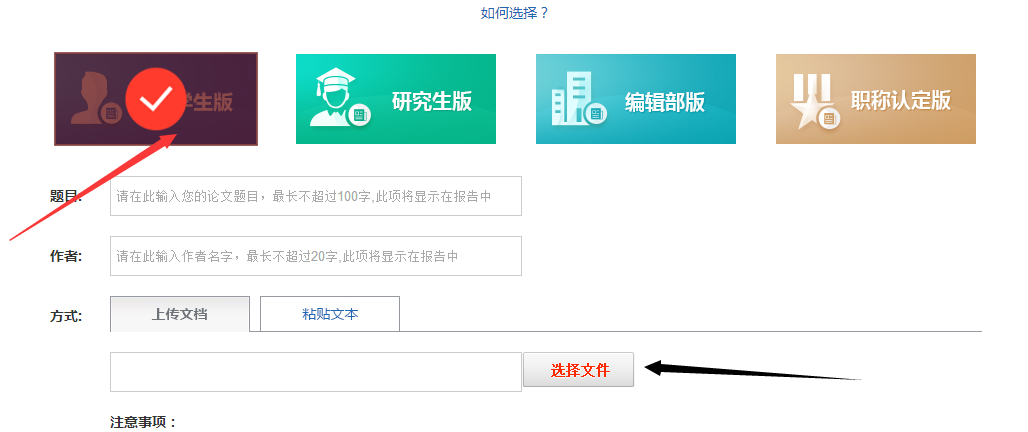 如何选择？
学生版
研究生版
编辑部版
职称认定版
题目:
请在此输入您的论文题目，最长不超过100字,此项将显示在报告中
作者:
请在此输入作者名字，最长不超过20字,此项将显示在报告中
方式:
上传文档
粘贴文本
选择文件
注意事项：